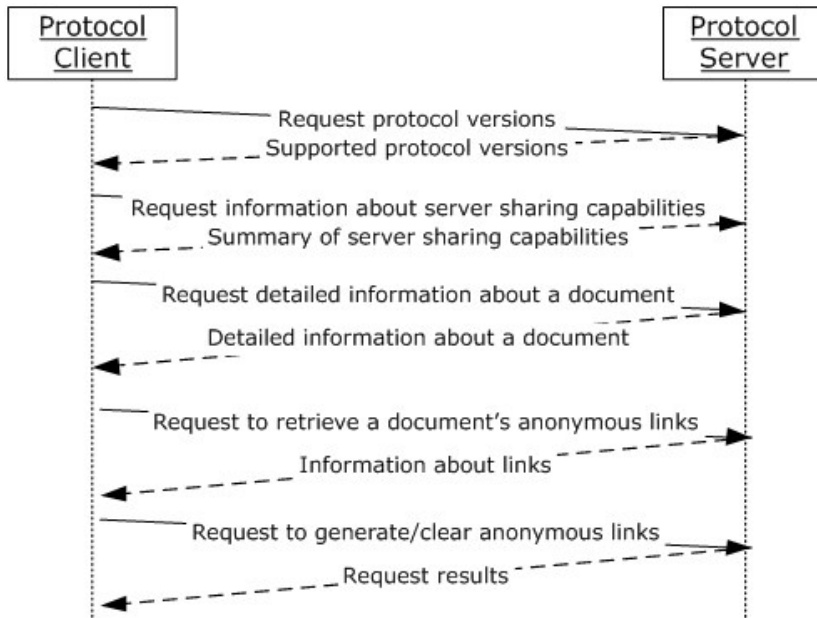 Protocol
Client
Protocol
Server
Request protocol versions
Supported protocol versions
Request information about server sharing capabilities
Summary of server sharing capabilities
Request detailed information about a document
Detailed information about a document
Request to retrieve a document's anonymous links
Information about links
Request to generate/clear anonymous links
Request results